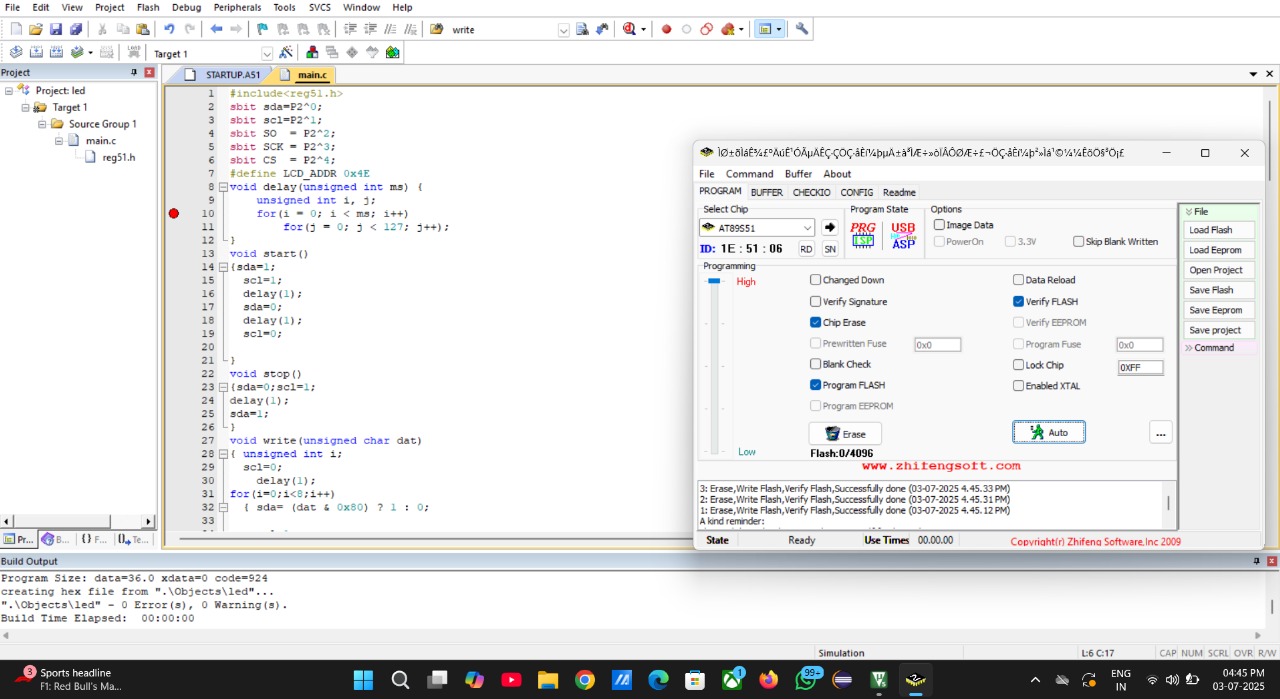 File Edit View Project Flash Debug Peripherals Tools SVCS Window Help
write
LOAD
Target 1
Project
Project: led
Target 1
Source Group 1
main.c
reg51.h
Pr...
B...
{} F...
Te...
STARTUP.A51
main.c
1 #include<reg51.h>
2 sbit sda=P2^0;
3 sbit scl=P2^1;
4 sbit SO = P2^2;
5 sbit SCK = P2^3;
6 sbit CS = P2^4;
7 #define LCD_ADDR 0x4E
8 void delay(unsigned int ms) {
9 unsigned int i, j;
10 for(i = 0; i < ms; i++)
11 for(j = 0; j < 127; j++);
12 }
13 void start()
14 {sda=1;
15 scl=1;
16 delay(1);
17 sda=0;
18 delay(1);
19 scl=0;
20
21 }
22 void stop()
23 {sda=0;scl=1;
24 delay(1);
25 sda=1;
26 }
27 void write(unsigned char dat)
28 { unsigned int i;
29 scl=0;
30 delay(1);
31 for(i=0;i<8;i++)
32 { sda= (dat & 0x80) ? 1 : 0;
33
File Command Buffer About
PROGRAM BUFFER CHECKIO CONFIG Readme
Select Chip
AT89S51
ID: 1E : 51 : 06
RD
SN
Program State
PRG
ISP
USB
ASP
Options
Image Data
PowerOn
3.3V
Skip Blank Written
Programming
High
Low
Changed Down
Data Reload
Verify Signature
Verify FLASH
Chip Erase
Verify EEPROM
Prewritten Fuse 0x0
Program Fuse 0x0
Blank Check
Lock Chip 0XFF
Program FLASH
Enabled XTAL
Program EEPROM
Erase
Auto
...
Flash:0/4096
www.zhifengsoft.com
3: Erase,Write Flash,Verify Flash,Successfully done (03-07-2025 4.45.33 PM)
2: Erase,Write Flash,Verify Flash,Successfully done (03-07-2025 4.45.31 PM)
1: Erase,Write Flash,Verify Flash,Successfully done (03-07-2025 4.45.12 PM)
A kind reminder:
State Ready Use Times 00.00.00 Copyright(r) Zhifeng Software,Inc 2009
File
Load Flash
Load Eeprom
Open Project
Save Flash
Save Eeprom
Save project
Command
Build Output
Program Size: data=36.0 xdata=0 code=924
creating hex file from ".\Objects\led"...
".\Objects\led" - 0 Error(s), 0 Warning(s).
Build Time Elapsed: 00:00:00
Simulation
L:6 C:17
CAP NUM SCRL OVR R/W
3
Sports headline
F1: Red Bull's Ma...
1
99+
ENG
IN
04:45 PM
03-07-2025